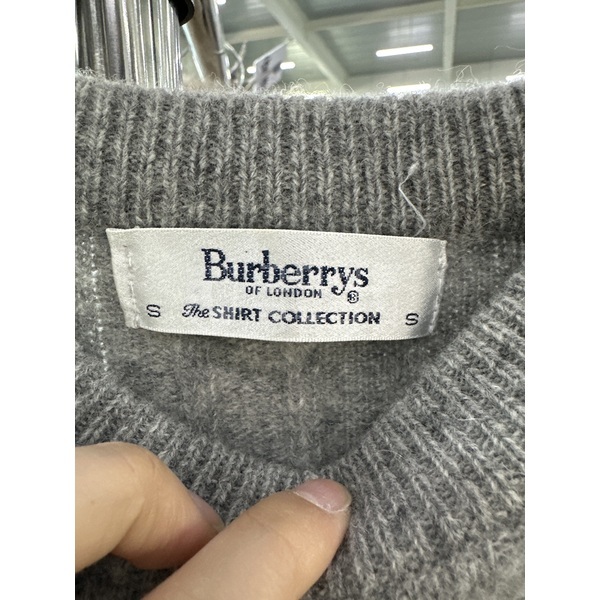 Burberrys
OF LONDON ®
S The SHIRT COLLECTION S